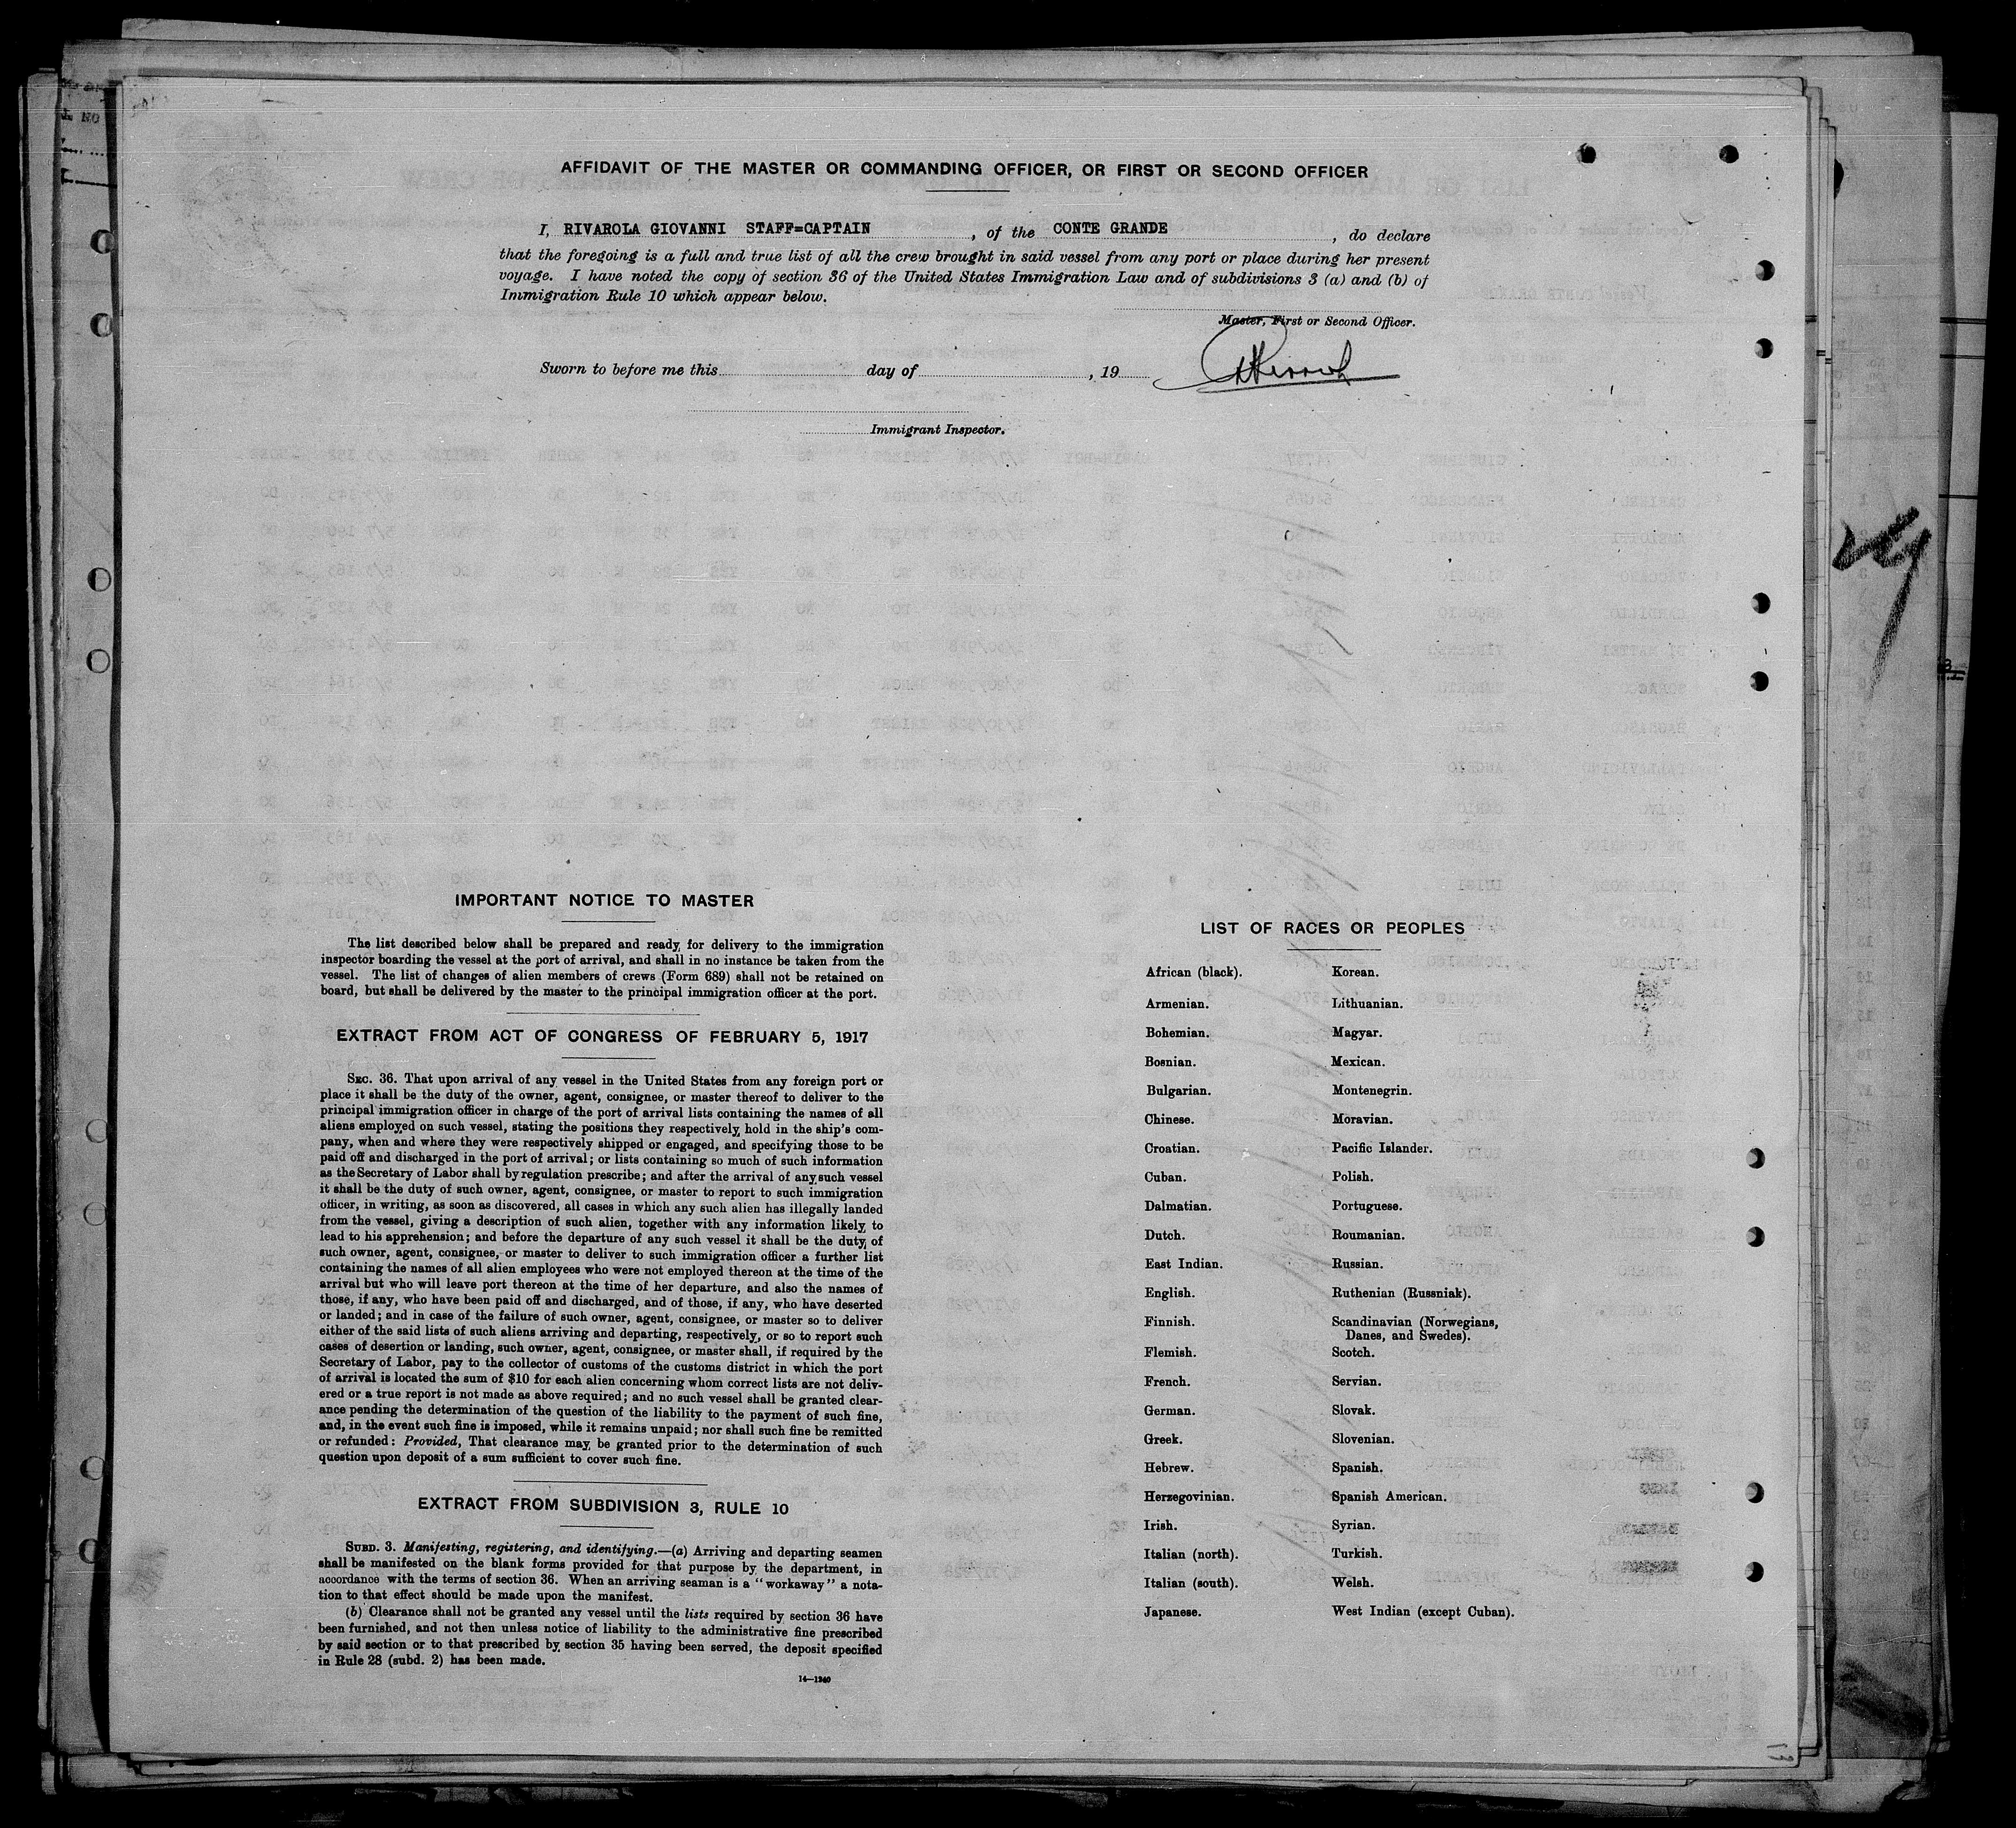 AFFIDAVIT OF THE MASTER OR COMMANDING OFFICER, OR FIRST OR SECOND OFFICER
I, RIVAROLA GIOVANNI STAFF=CAPTAIN, of the CONTE GRANDE, do declare
that the foregoing is a full and true list of all the crew brought in said vessel from any port or place during her present
voyage. I have noted the copy of section 36 of the United States Immigration Law and of subdivisions 3 (a) and (b) of
Immigration Rule 10 which appear below.
Master, First or Second Officer.
Sworn to before me this day of , 19
Immigrant Inspector.
IMPORTANT NOTICE TO MASTER
The list described below shall be prepared and ready for delivery to the immigration
inspector boarding the vessel at the port of arrival, and shall in no instance be taken from the
vessel. The list of changes of alien members of crews (Form 689) shall not be retained on
board, but shall be delivered by the master to the principal immigration officer at the port.
EXTRACT FROM ACT OF CONGRESS OF FEBRUARY 5, 1917
SEC. 36. That upon arrival of any vessel in the United States from any foreign port or
place it shall be the duty of the owner, agent, consignee, or master thereof to deliver to the
principal immigration officer in charge of the port of arrival lists containing the names of all
aliens employed on such vessel, stating the positions they respectively hold in the ship's com-
pany, when and where they were respectively shipped or engaged, and specifying those to be
paid off and discharged in the port of arrival; or lists containing so much of such information
as the Secretary of Labor shall by regulation prescribe; and after the arrival of any such vessel
it shall be the duty of such owner, agent, consignee, or master to report to such immigration
officer, in writing, as soon as discovered, all cases in which any such alien has illegally landed
from the vessel, giving a description of such alien, together with any information likely to
lead to his apprehension; and before the departure of any such vessel it shall be the duty of
such owner, agent, consignee, or master to deliver to such immigration officer a further list
containing the names of all alien employees who were not employed thereon at the time of the
arrival but who will leave port thereon at the time of her departure, and also the names of
those, if any, who have been paid off and discharged, and of those, if any, who have deserted
or landed; and in case of the failure of such owner, agent, consignee, or master so to deliver
either of the said lists of such aliens arriving and departing, respectively, or so to report such
cases of desertion or landing, such owner, agent, consignee, or master shall, if required by the
Secretary of Labor, pay to the collector of customs of the customs district in which the port
of arrival is located the sum of $10 for each alien concerning whom correct lists are not deliv-
ered or a true report is not made as above required; and no such vessel shall be granted clear-
ance pending the determination of the question of the liability to the payment of such fine,
and, in the event such fine is imposed, while it remains unpaid; nor shall such fine be remitted
or refunded: Provided, That clearance may be granted prior to the determination of such
question upon deposit of a sum sufficient to cover such fine.
EXTRACT FROM SUBDIVISION 3, RULE 10
SUBD. 3. Manifesting, registering, and identifying.—(a) Arriving and departing seamen
shall be manifested on the blank forms provided for that purpose by the department, in
accordance with the terms of section 36. When an arriving seaman is a "workaway" a nota-
tion to that effect should be made upon the manifest.
(b) Clearance shall not be granted any vessel until the lists required by section 36 have
been furnished, and not then unless notice of liability to the administrative fine prescribed
by said section or to that prescribed by section 35 having been served, the deposit specified
in Rule 28 (subd. 2) has been made.
14—1240
LIST OF RACES OR PEOPLES
African (black). Korean.
Armenian. Lithuanian.
Bohemian. Magyar.
Bosnian. Mexican.
Bulgarian. Montenegrin.
Chinese. Moravian.
Croatian. Pacific Islander.
Cuban. Polish.
Dalmatian. Portuguese.
Dutch. Roumanian.
East Indian. Russian.
English. Ruthenian (Russniak).
Finnish. Scandinavian (Norwegians,
Danes, and Swedes).
Flemish. Scotch.
French. Servian.
German. Slovak.
Greek. Slovenian.
Hebrew. Spanish.
Herzegovinian. Spanish American.
Irish. Syrian.
Italian (north). Turkish.
Italian (south). Welsh.
Japanese. West Indian (except Cuban).